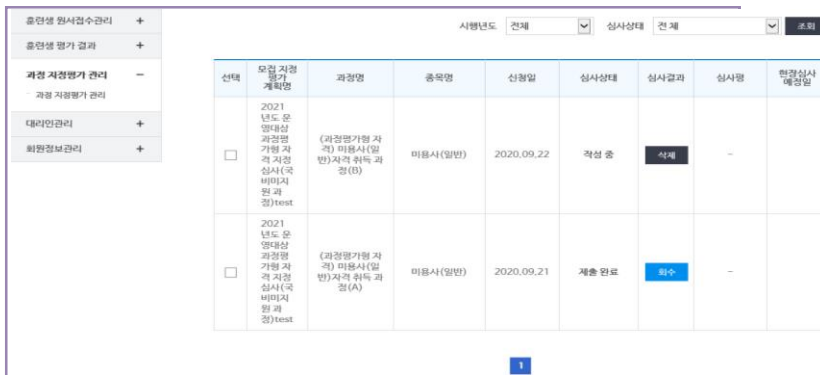 훈련생 원서접수관리 +
훈련생 평가 결과 +
과정 지정평가 관리 −
과정 지정평가 관리
대리인관리 +
회원정보관리 +
시행년도 전체 심사상태 전체 조회
선택 모집 지정 평가 계획명 과정명 종목명 신청일 심사상태 심사결과 심사평 현장심사 예정일
2021
년도 운
영대상
과정평
가형 자
격 지정
심사(국
비미지
원 과
정)test
(과정평가형 자
격) 미용사(일
반)자격 취득 과
정(B)
미용사(일반)
2020.09.22
작성 중
삭제
-
2021
년도 운
영대상
과정평
가형 자
격 지정
심사(국
비미지
원 과
정)test
(과정평가형 자
격) 미용사(일
반)자격 취득 과
정(A)
미용사(일반)
2020.09.21
제출 완료
회수
-
1